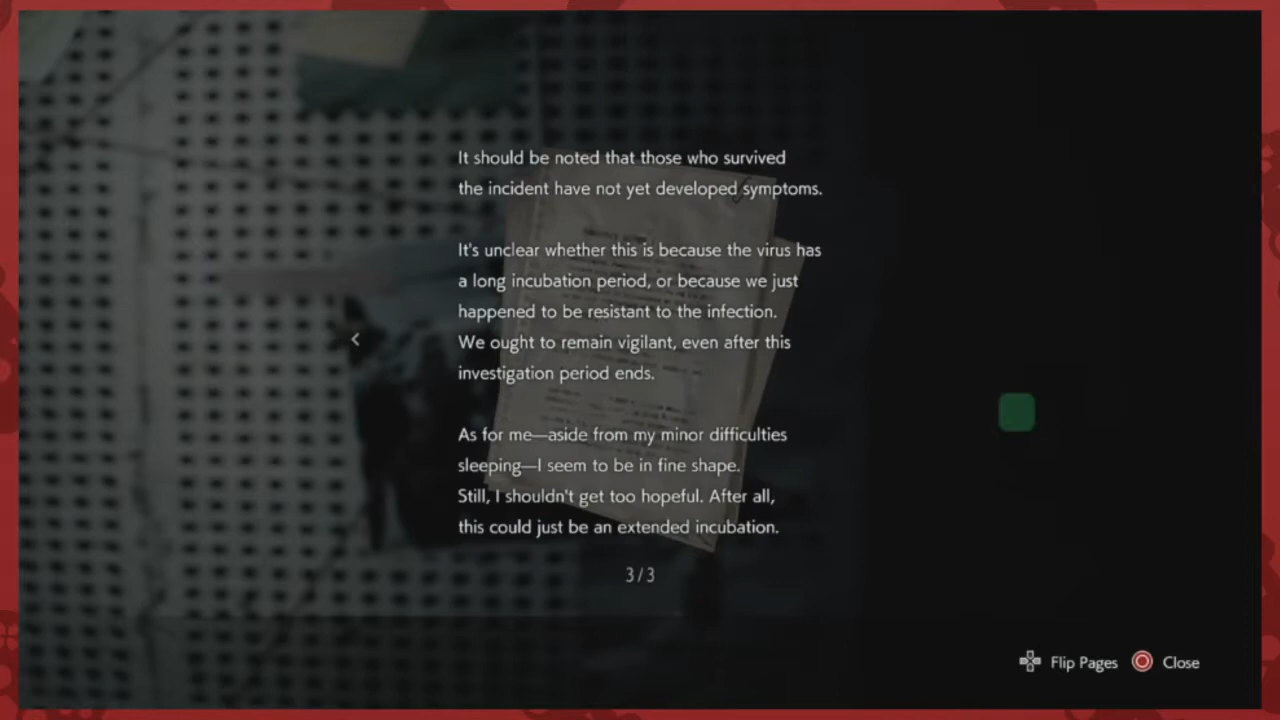 It should be noted that those who survived
the incident have not yet developed symptoms.
It's unclear whether this is because the virus has
a long incubation period, or because we just
happened to be resistant to the infection.
We ought to remain vigilant, even after this
investigation period ends.
As for me—aside from my minor difficulties
sleeping—I seem to be in fine shape.
Still, I shouldn't get too hopeful. After all,
this could just be an extended incubation.
3/3
Flip Pages Close